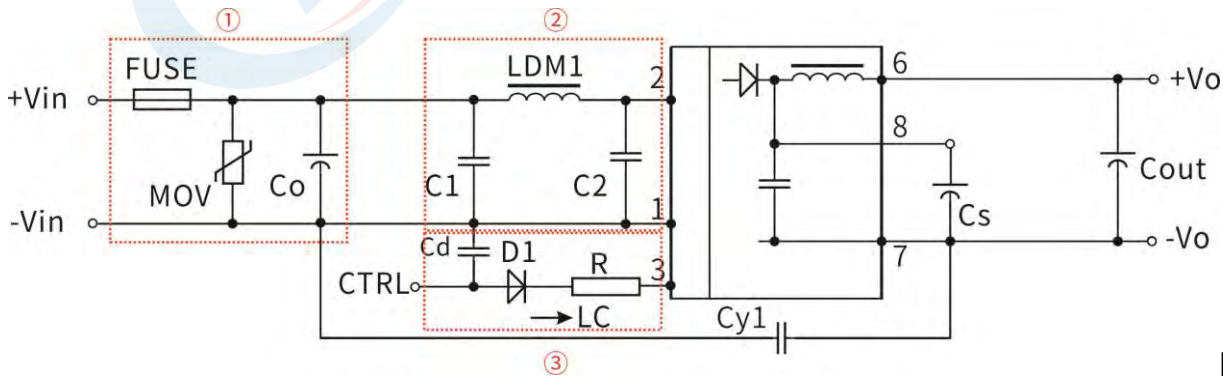 ① ②
FUSE LDM1 2 6
+Vin +Vo
8
MOV Co C1 C2 Cout
1 Cs
-Vin 7 -Vo
Cd D1 R 3
CTRL
LC Cy1
③